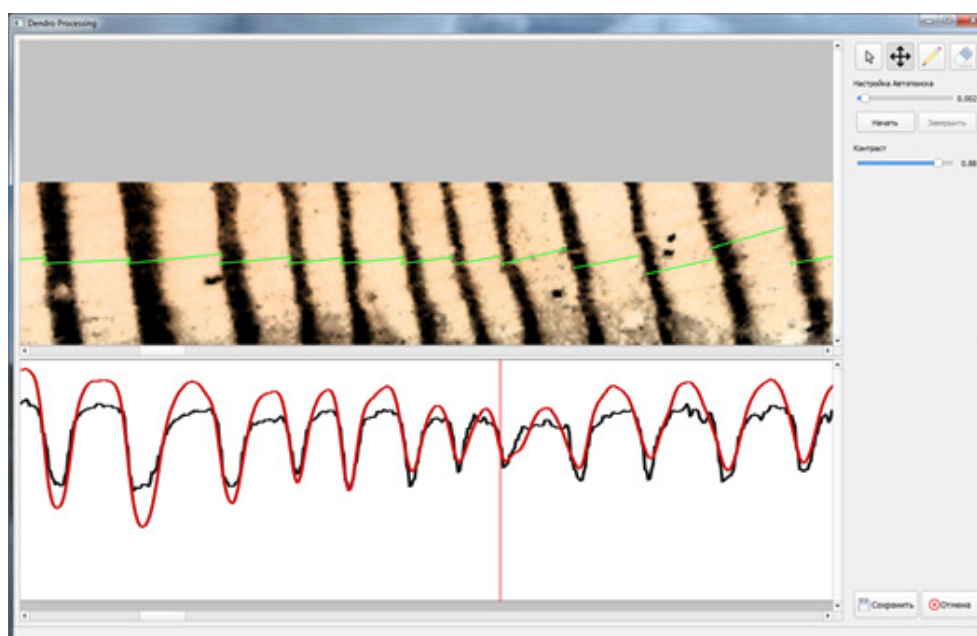 Dendro Processing
Настройка Автопоиска
0.002
Начать Завершить
Контраст
0.88
Сохранить Отмена